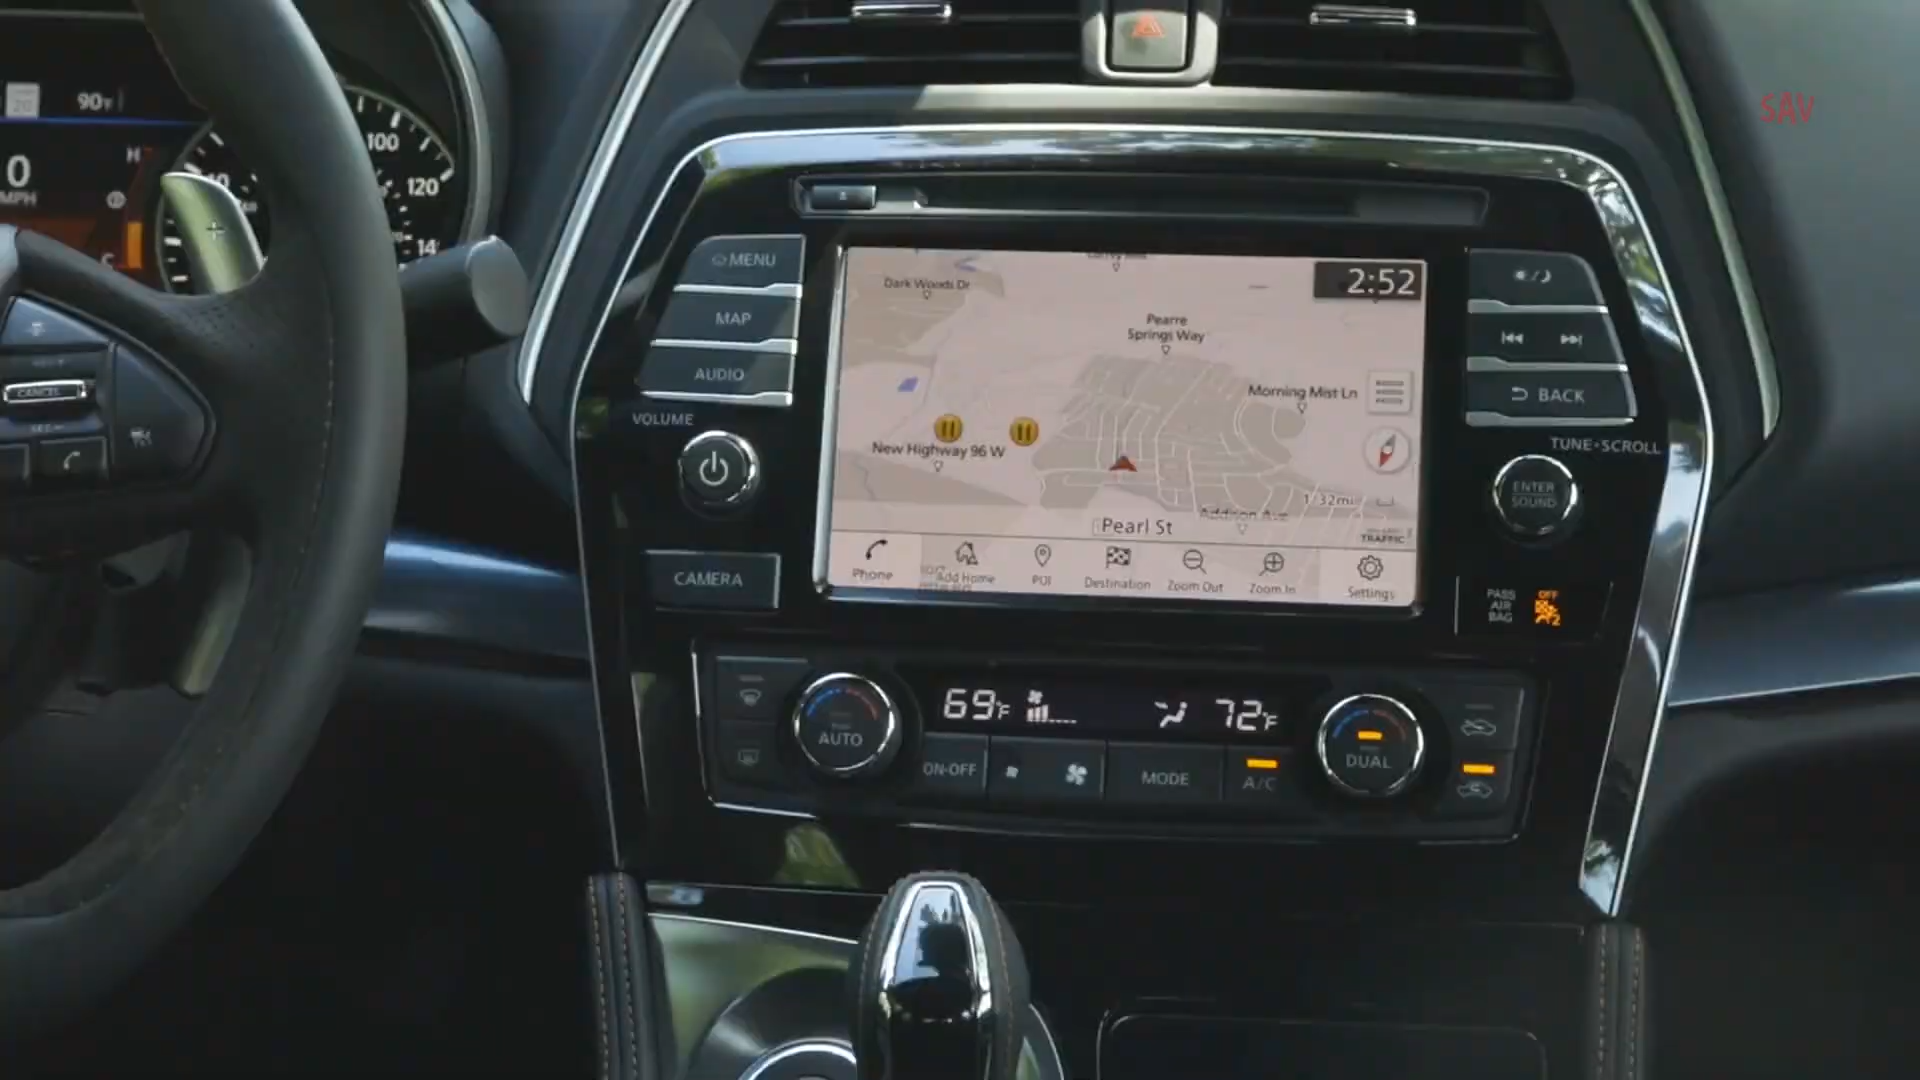 SAV
90°F
0
MPH
H
C
100
120
14
CANCEL
MENU
MAP
AUDIO
VOLUME
CAMERA
Dark Woods Dr
2:52
Pearre
Springs Way
Morning Mist Ln
New Highway 96 W
1/32mi
Addison Ave
Pearl St
TRAFFIC
Phone
Add Home
POI
Destination
Zoom Out
Zoom In
Settings
BACK
TUNE•SCROLL
ENTER
SOUND
PASS
AIR
BAG
OFF
2
69°F
72°F
AUTO
ON•OFF
MODE
A/C
DUAL